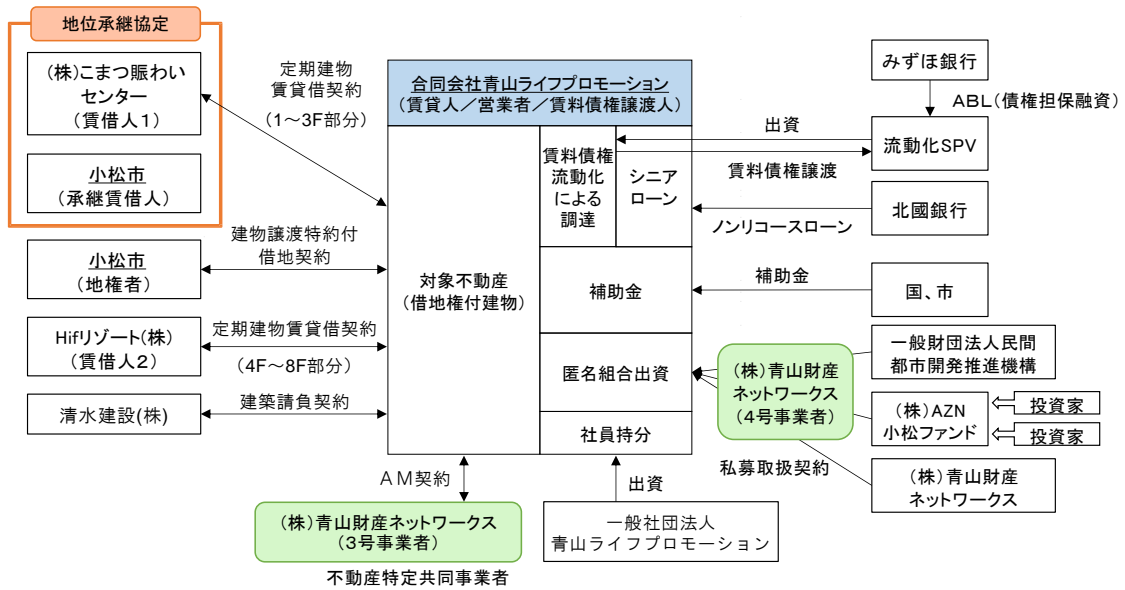 地位承継協定
(株)こまつ賑わい
センター
(賃借人1)
小松市
(承継賃借人)
小松市
(地権者)
Hifリゾート(株)
(賃借人2)
清水建設(株)
定期建物
賃貸借契約
(1～3F部分)
建物譲渡特約付
借地契約
定期建物賃貸借契約
(4F～8F部分)
建築請負契約
合同会社青山ライフプロモーション
(賃貸人／営業者／賃料債権譲渡人)
対象不動産
(借地権付建物)
賃料債権
流動化
による
調達
シニア
ローン
補助金
匿名組合出資
社員持分
出資
賃料債権譲渡
ノンリコースローン
補助金
みずほ銀行
ABL(債権担保融資)
流動化SPV
北國銀行
国、市
一般財団法人民間
都市開発推進機構
(株)青山財産
ネットワークス
(4号事業者)
(株)AZN
小松ファンド
投資家
投資家
私募取扱契約
(株)青山財産
ネットワークス
AM契約
(株)青山財産ネットワークス
(3号事業者)
不動産特定共同事業者
出資
一般社団法人
青山ライフプロモーション